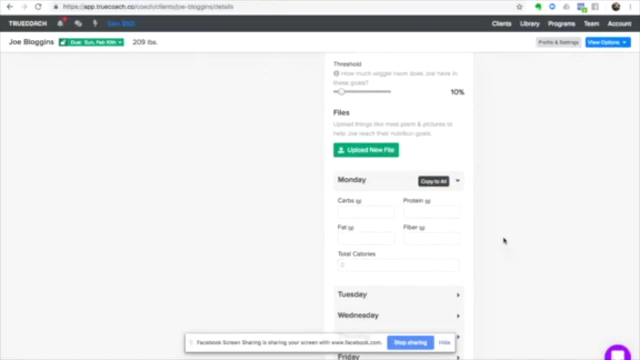 https://app.truecoach.co/coach/clients/joe-bloggins/details
TRUECOACH
Earn $50
Clients Library Programs Team Account
Joe Bloggins Due: Sun, Feb 10th 209 lbs. Profile & Settings View Options
Threshold
How much wiggle room does Joe have in
these goals?
10%
Files
Upload things like meal plans & pictures to
help Joe reach their nutrition goals.
Upload New File
Monday Copy to All
Carbs (g) Protein (g)
Fat (g) Fiber (g)
Total Calories
0
Tuesday
Wednesday
Facebook Screen Sharing is sharing your screen with www.facebook.com. Stop sharing Hide
Friday